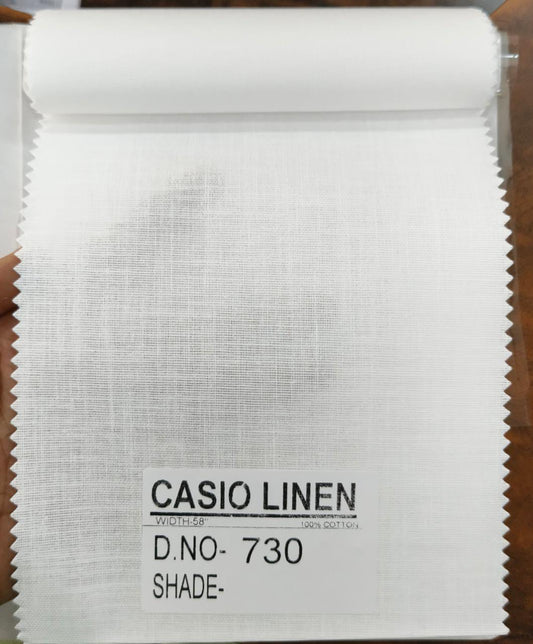 CASIO LINEN
WIDTH-58" 100% COTTON
D.NO- 730
SHADE-